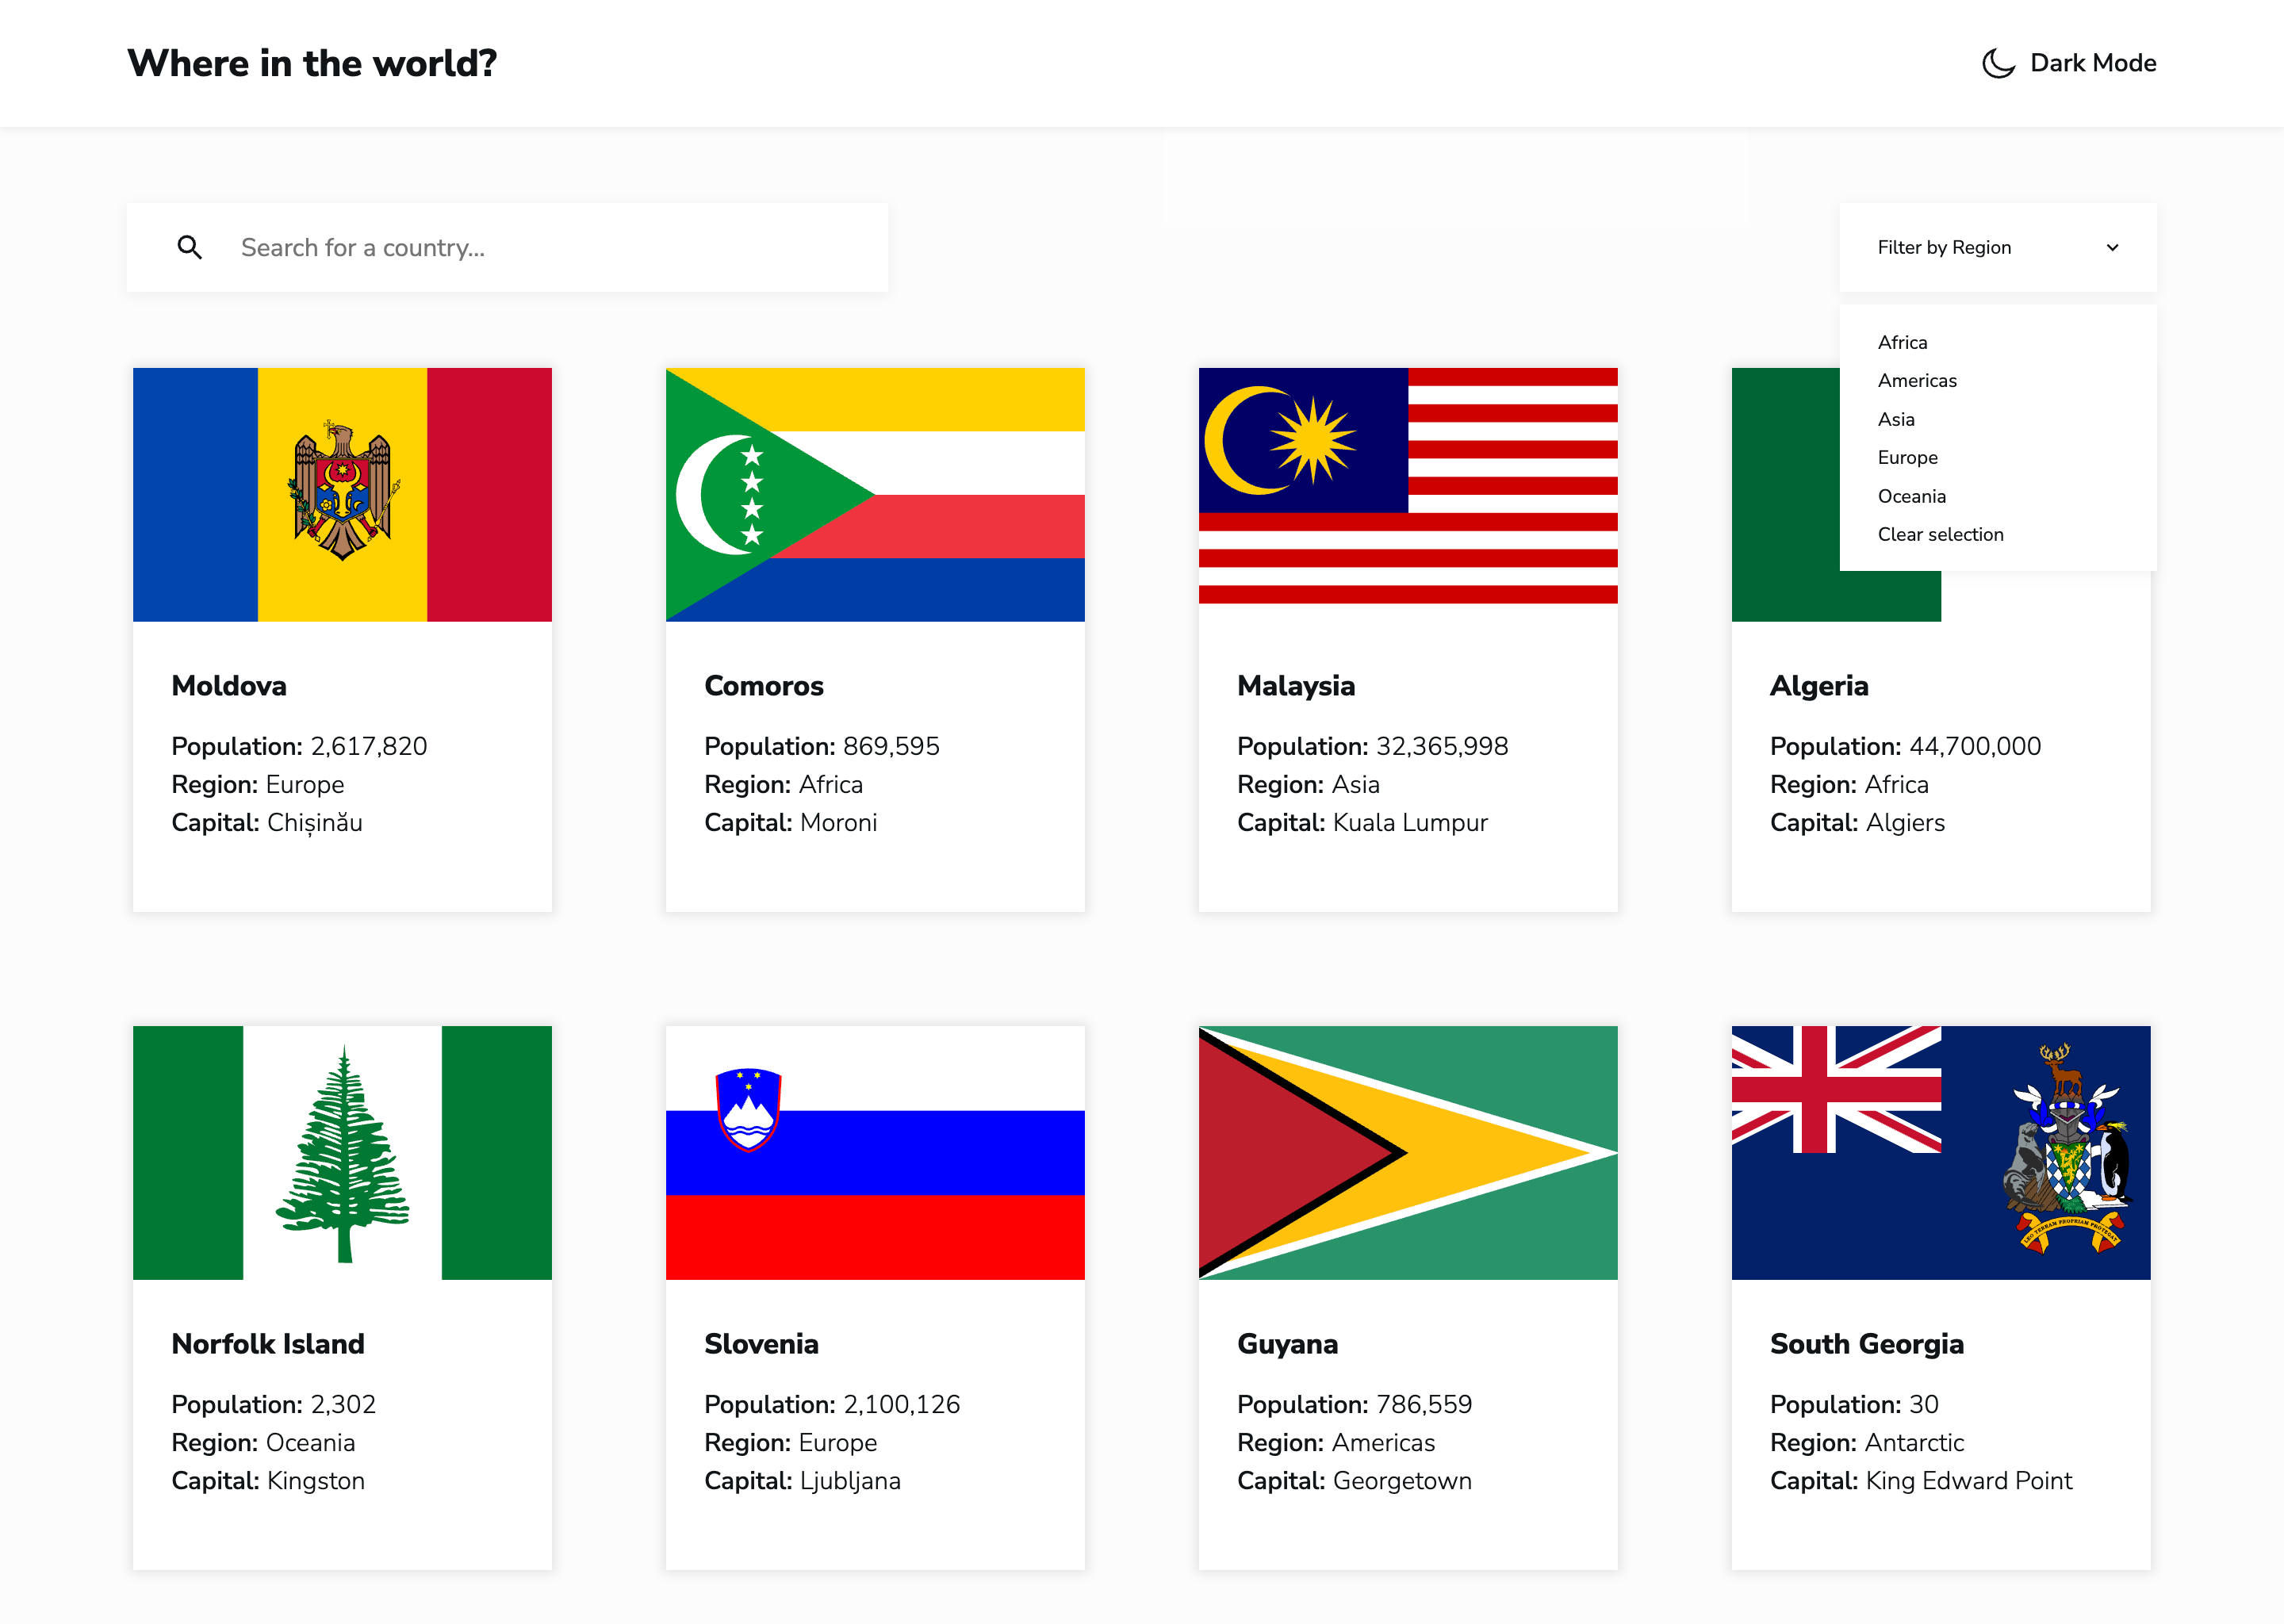 Where in the world?
Dark Mode
Search for a country...
Filter by Region
Africa
Americas
Asia
Europe
Oceania
Clear selection
Moldova
Population: 2,617,820
Region: Europe
Capital: Chișinău
Comoros
Population: 869,595
Region: Africa
Capital: Moroni
Malaysia
Population: 32,365,998
Region: Asia
Capital: Kuala Lumpur
Algeria
Population: 44,700,000
Region: Africa
Capital: Algiers
Norfolk Island
Population: 2,302
Region: Oceania
Capital: Kingston
Slovenia
Population: 2,100,126
Region: Europe
Capital: Ljubljana
Guyana
Population: 786,559
Region: Americas
Capital: Georgetown
LEO TERRAM PROPRIAM PROTEGAT
South Georgia
Population: 30
Region: Antarctic
Capital: King Edward Point